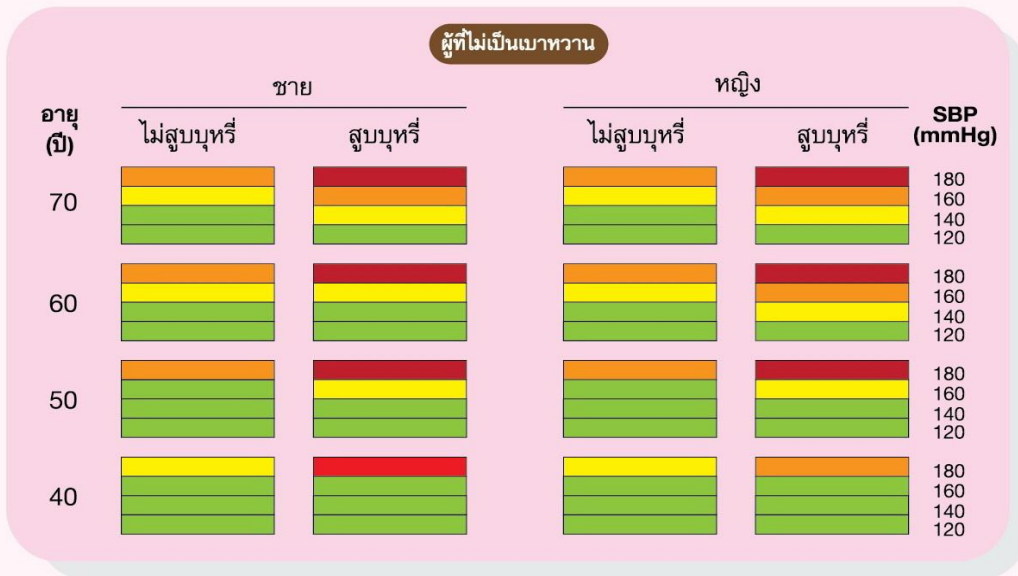 ผู้ที่ไม่เป็นเบาหวาน
ชาย
หญิง
อายุ
(ปี)
ไม่สูบบุหรี่
สูบบุหรี่
ไม่สูบบุหรี่
สูบบุหรี่
SBP
(mmHg)
70
180
160
140
120
60
180
160
140
120
50
180
160
140
120
40
180
160
140
120